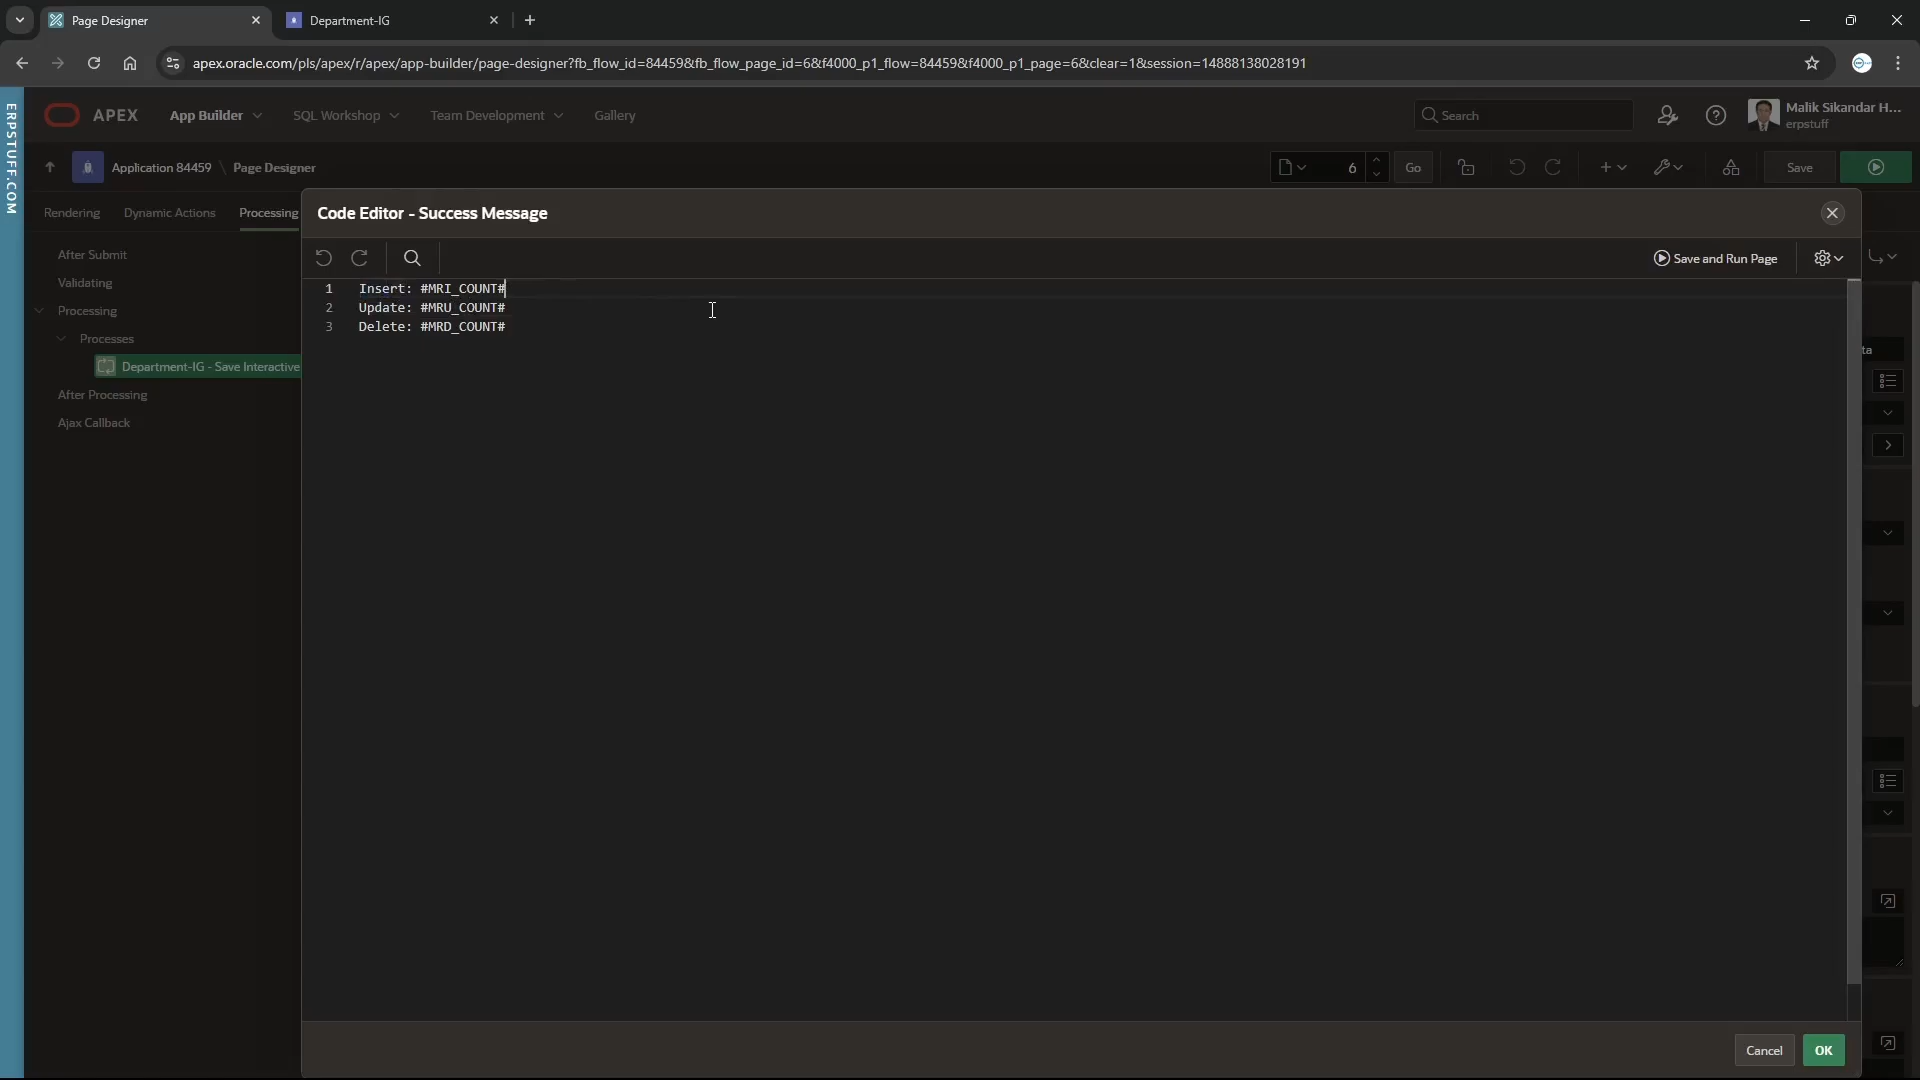 Page Designer
Department-IG
apex.oracle.com/pls/apex/r/apex/app-builder/page-designer?fb_flow_id=84459&fb_flow_page_id=6&f4000_p1_flow=84459&f4000_p1_page=6&clear=1&session=14888138028191
ERPSTUFF.COM
APEX
App Builder
SQL Workshop
Team Development
Gallery
Search
Malik Sikandar H...
erpstuff
Application 84459 \ Page Designer
6
Go
Save
Rendering
Dynamic Actions
Processing
Code Editor - Success Message
After Submit
Validating
Processing
Processes
Department-IG - Save Interactive
After Processing
Ajax Callback
Save and Run Page
1 Insert: #MRI_COUNT#
2 Update: #MRU_COUNT#
3 Delete: #MRD_COUNT#
ta
Cancel
OK